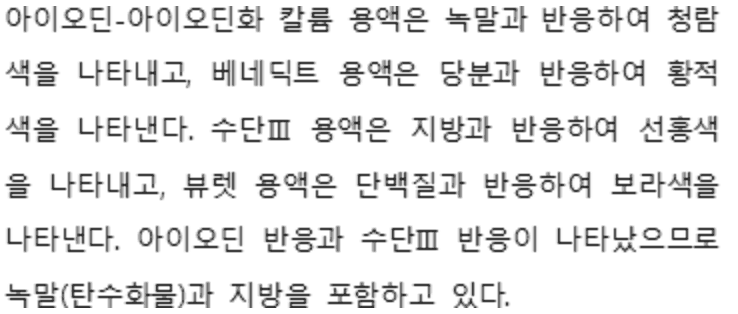 아이오딘-아이오딘화 칼륨 용액은 녹말과 반응하여 청람
색을 나타내고, 베네딕트 용액은 당분과 반응하여 황적
색을 나타낸다. 수단Ⅲ 용액은 지방과 반응하여 선홍색
을 나타내고, 뷰렛 용액은 단백질과 반응하여 보라색을
나타낸다. 아이오딘 반응과 수단Ⅲ 반응이 나타났으므로
녹말(탄수화물)과 지방을 포함하고 있다.